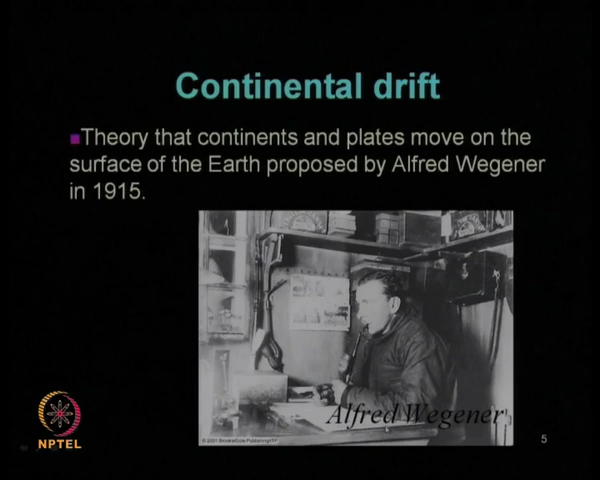 Continental drift
Theory that continents and plates move on the
surface of the Earth proposed by Alfred Wegener
in 1915.
Alfred Wegener
NPTEL
5